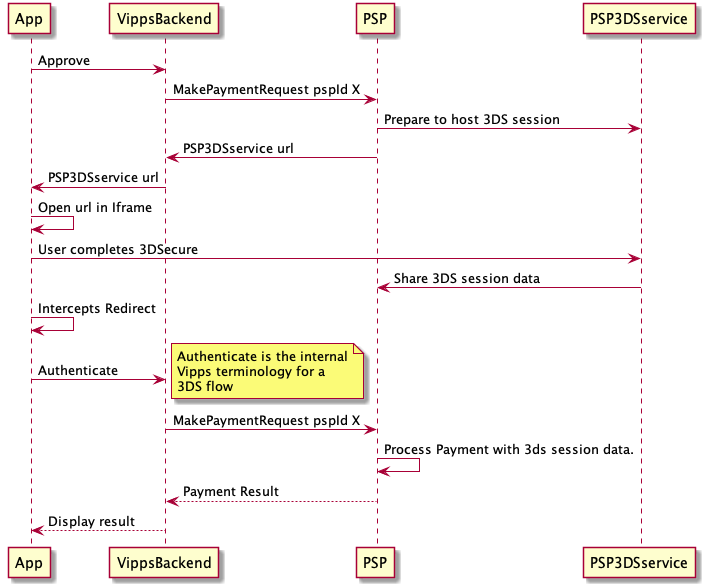 App VippsBackend PSP PSP3DSservice
Approve
MakePaymentRequest pspId X
Prepare to host 3DS session
PSP3DSservice url
PSP3DSservice url
Open url in Iframe
User completes 3DSecure
Share 3DS session data
Intercepts Redirect
Authenticate
Authenticate is the internal
Vipps terminology for a
3DS flow
MakePaymentRequest pspId X
Process Payment with 3ds session data.
Payment Result
Display result
App VippsBackend PSP PSP3DSservice